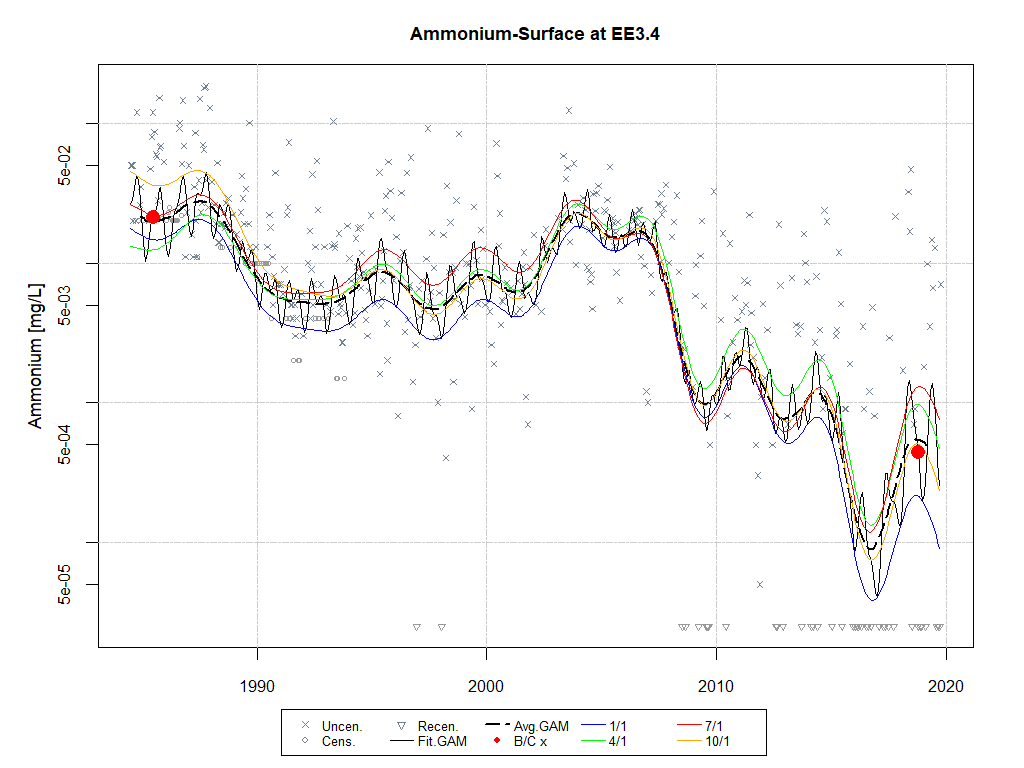 Ammonium-Surface at EE3.4
Ammonium [mg/L]
5e-02
5e-03
5e-04
5e-05
1990 2000 2010 2020
Uncen. Recen. Avg.GAM 1/1 7/1
Cens. Fit.GAM B/C x 4/1 10/1